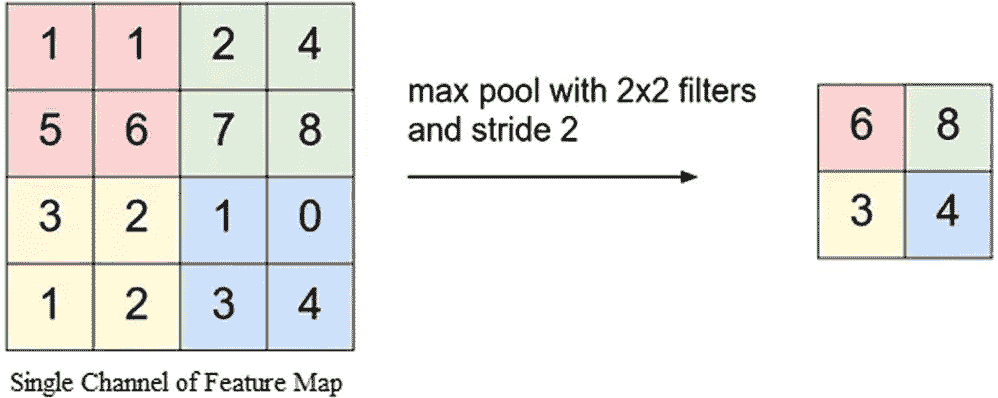 1 1 2 4
5 6 7 8
3 2 1 0
1 2 3 4
Single Channel of Feature Map
max pool with 2x2 filters
and stride 2
6 8
3 4